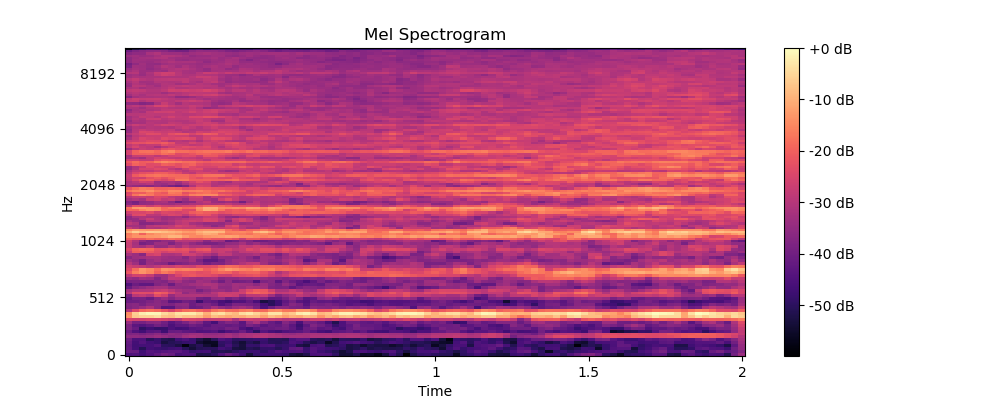 Mel Spectrogram
8192
4096
2048
1024
512
0
Hz
0
0.5
1
1.5
2
Time
+0 dB
-10 dB
-20 dB
-30 dB
-40 dB
-50 dB